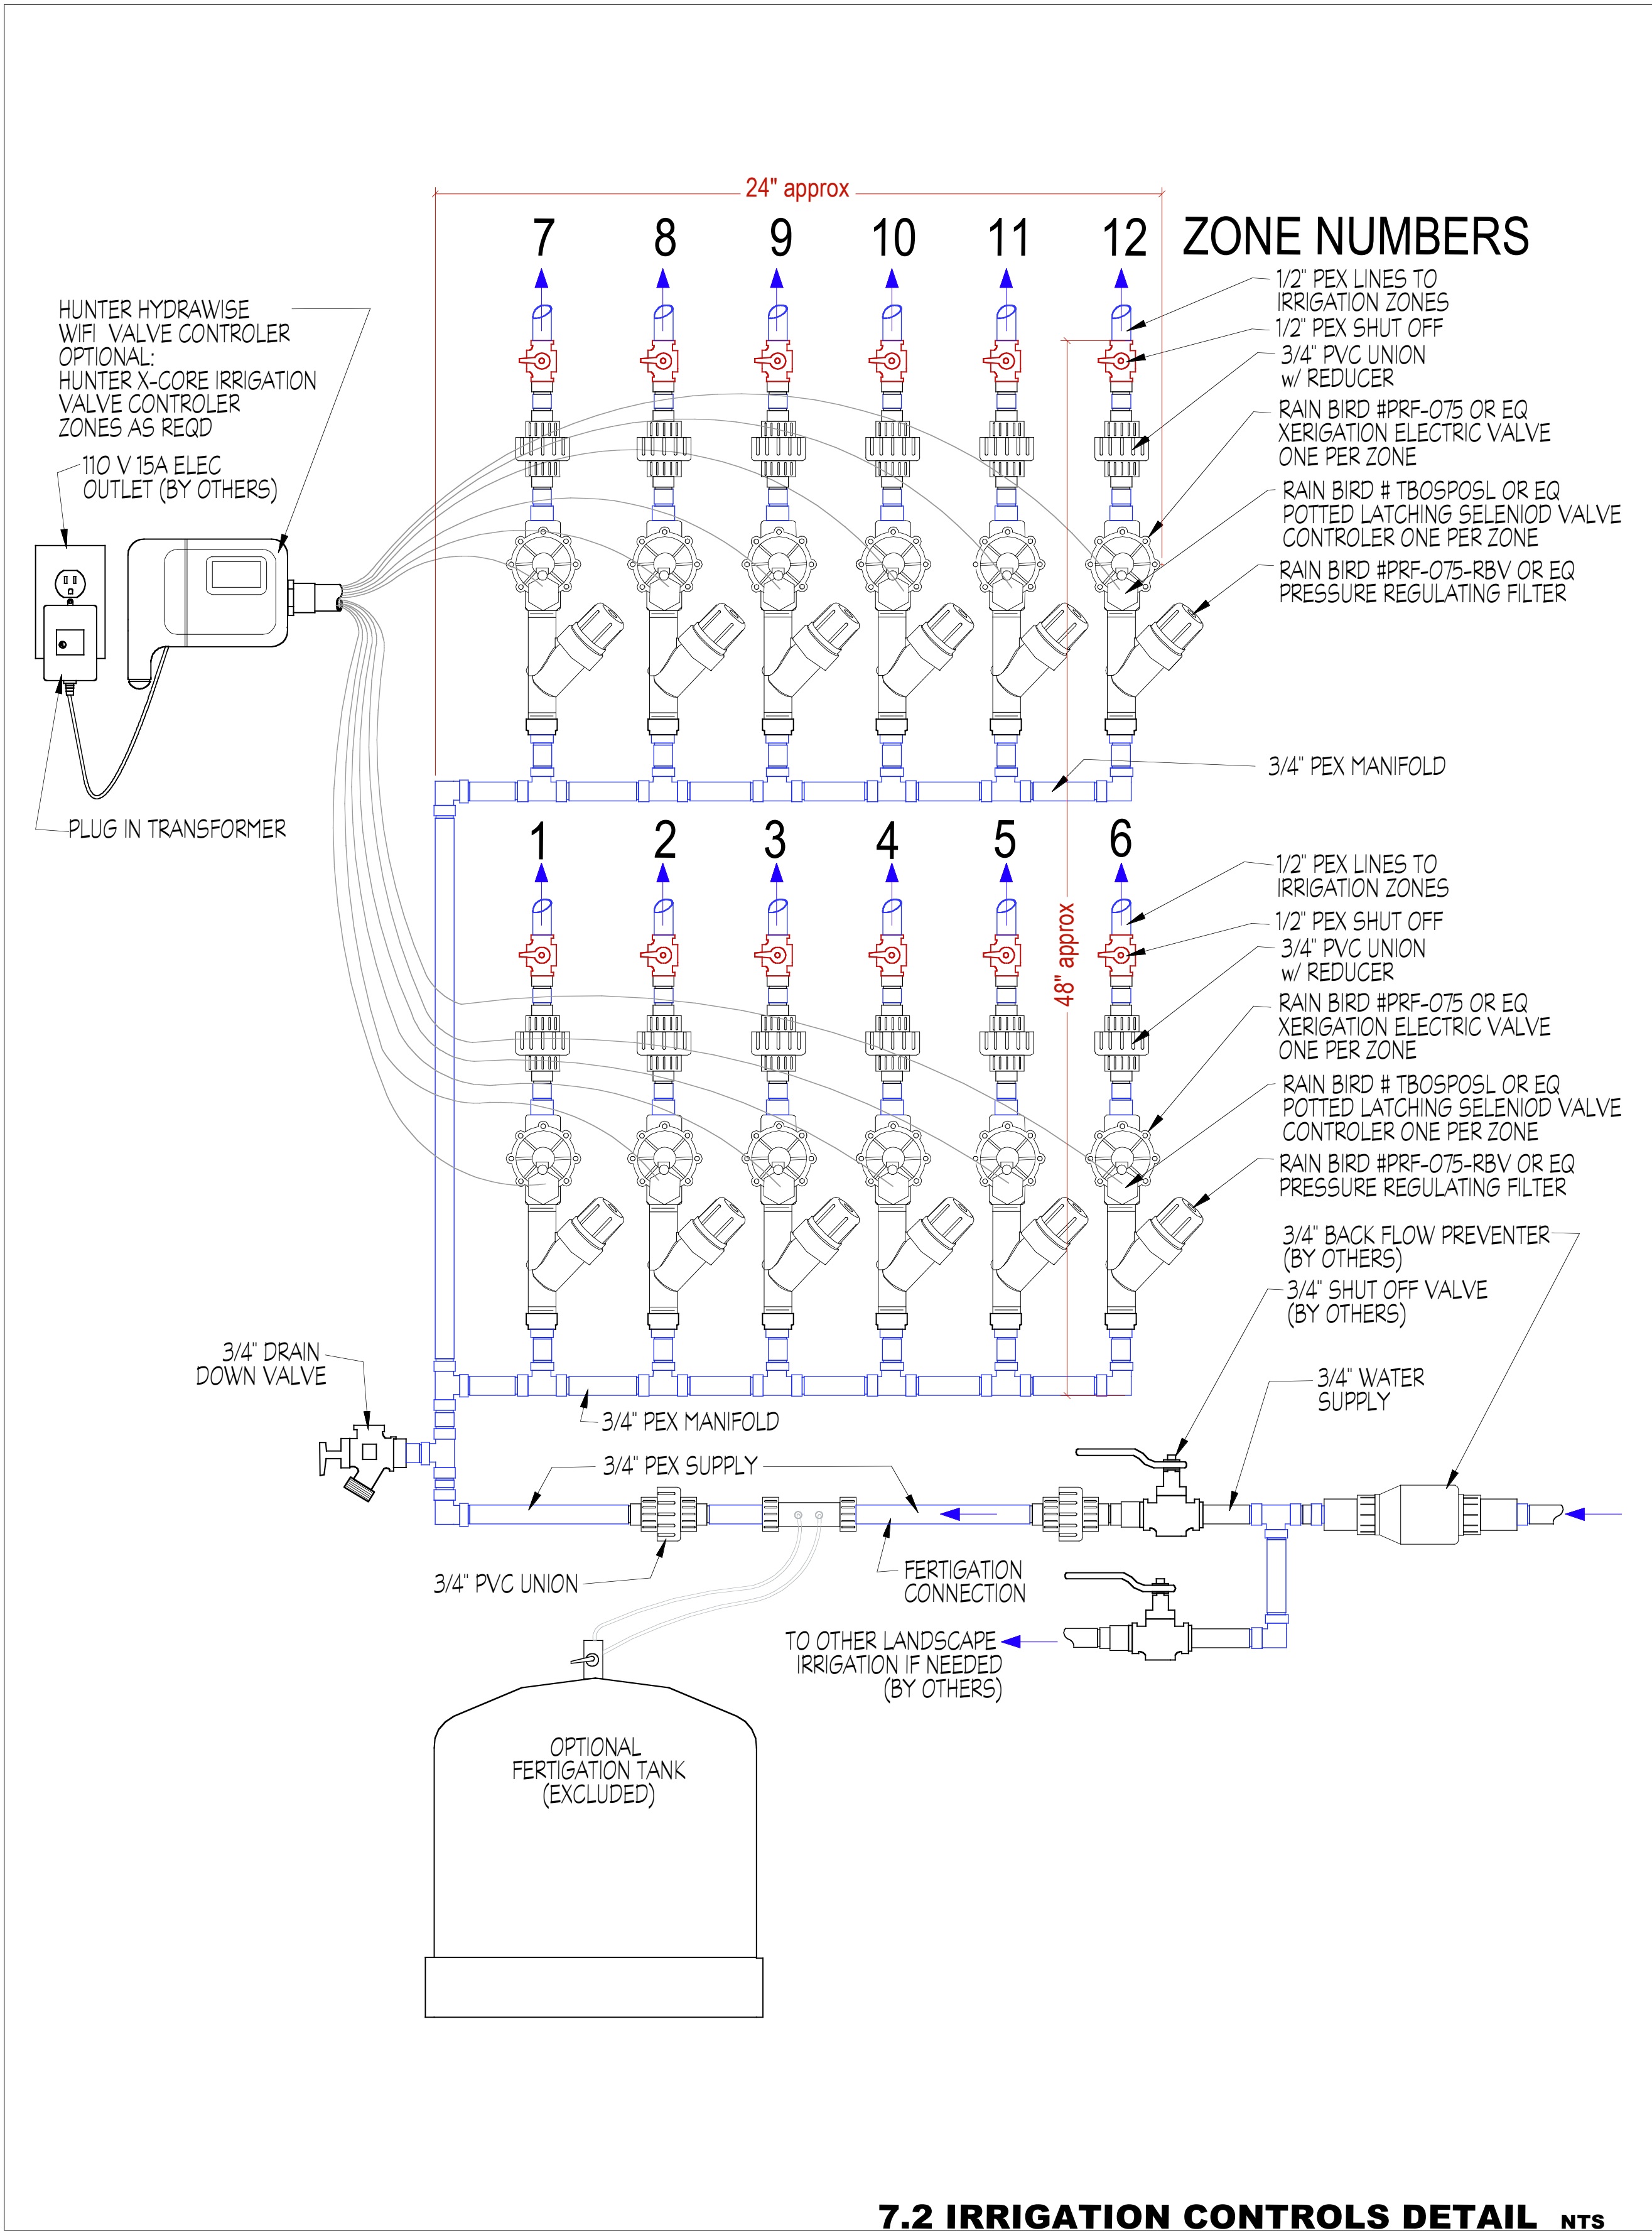 24" approx
7 8 9 10 11 12 ZONE NUMBERS
1/2" PEX LINES TO
IRRIGATION ZONES
1/2" PEX SHUT OFF
3/4" PVC UNION
w/ REDUCER
RAIN BIRD #PRF-075 OR EQ
XERIGATION ELECTRIC VALVE
ONE PER ZONE
RAIN BIRD # TBOSPOSL OR EQ
POTTED LATCHING SELENIOD VALVE
CONTROLER ONE PER ZONE
RAIN BIRD #PRF-075-RBV OR EQ
PRESSURE REGULATING FILTER
HUNTER HYDRAWISE
WIFI VALVE CONTROLER
OPTIONAL:
HUNTER X-CORE IRRIGATION
VALVE CONTROLER
ZONES AS REQD
110 V 15A ELEC
OUTLET (BY OTHERS)
PLUG IN TRANSFORMER
3/4" PEX MANIFOLD
1 2 3 4 5 6
48" approx
1/2" PEX LINES TO
IRRIGATION ZONES
1/2" PEX SHUT OFF
3/4" PVC UNION
w/ REDUCER
RAIN BIRD #PRF-075 OR EQ
XERIGATION ELECTRIC VALVE
ONE PER ZONE
RAIN BIRD # TBOSPOSL OR EQ
POTTED LATCHING SELENIOD VALVE
CONTROLER ONE PER ZONE
RAIN BIRD #PRF-075-RBV OR EQ
PRESSURE REGULATING FILTER
3/4" BACK FLOW PREVENTER
(BY OTHERS)
3/4" SHUT OFF VALVE
(BY OTHERS)
3/4" WATER
SUPPLY
3/4" DRAIN
DOWN VALVE
3/4" PEX MANIFOLD
3/4" PEX SUPPLY
3/4" PVC UNION
FERTIGATION
CONNECTION
TO OTHER LANDSCAPE
IRRIGATION IF NEEDED
(BY OTHERS)
OPTIONAL
FERTIGATION TANK
(EXCLUDED)
7.2 IRRIGATION CONTROLS DETAIL NTS